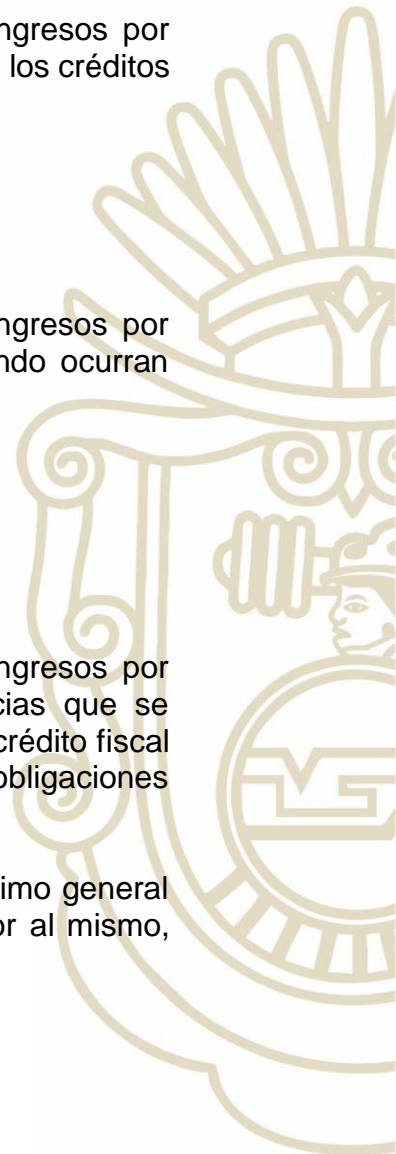 ngresos por
los créditos
ngresos por
ndo ocurran
ngresos por
cias que se
crédito fiscal
obligaciones
imo general
or al mismo,